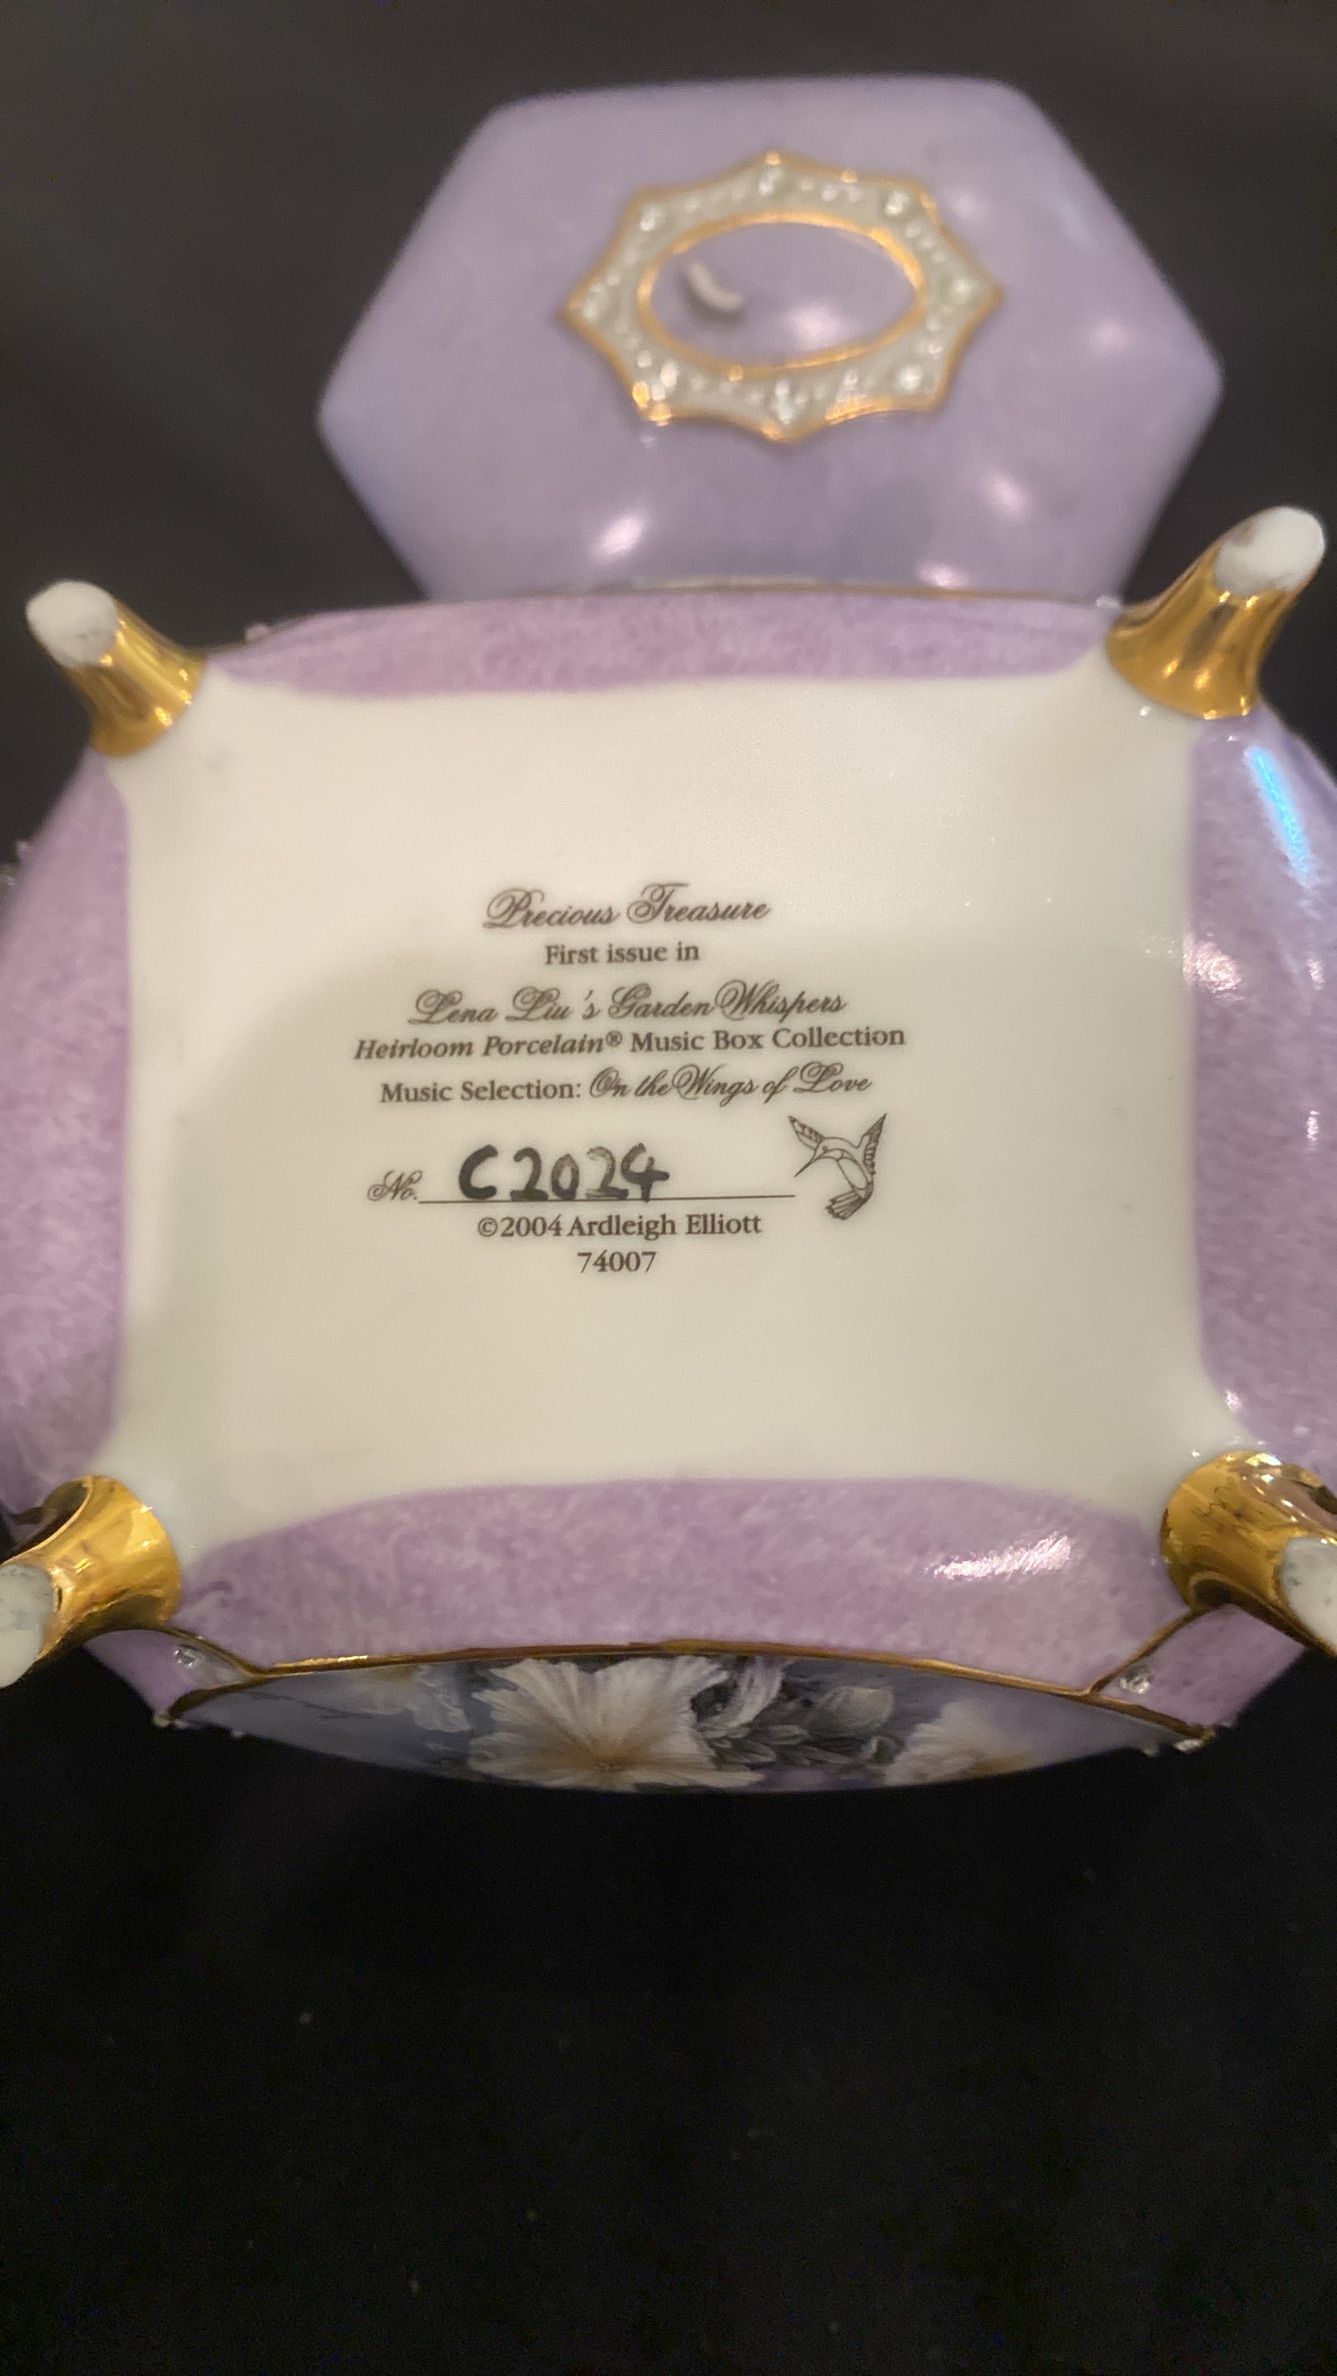 Precious Treasure
First issue in
Lena Liu's Garden Whispers
Heirloom Porcelain® Music Box Collection
Music Selection: On the Wings of Love
No. C2024
©2004 Ardleigh Elliott
74007